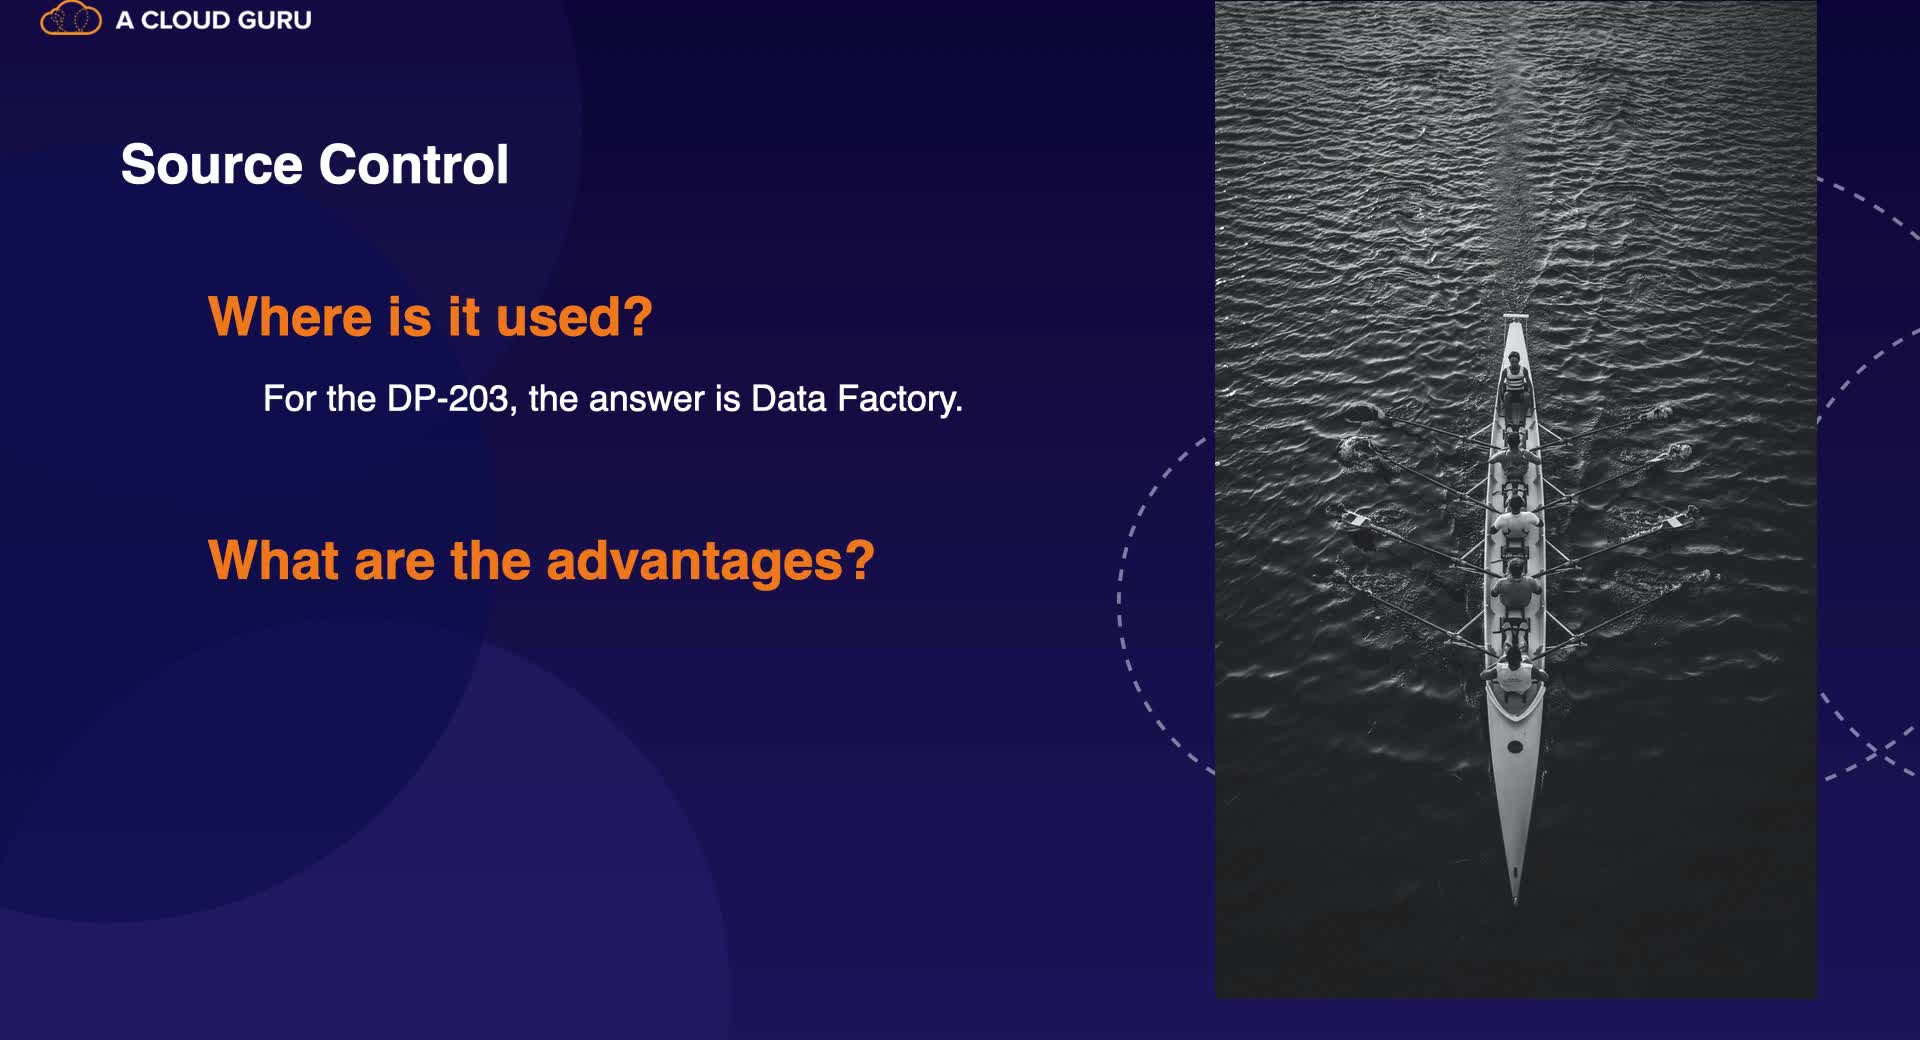 A CLOUD GURU
Source Control
Where is it used?
For the DP-203, the answer is Data Factory.
What are the advantages?